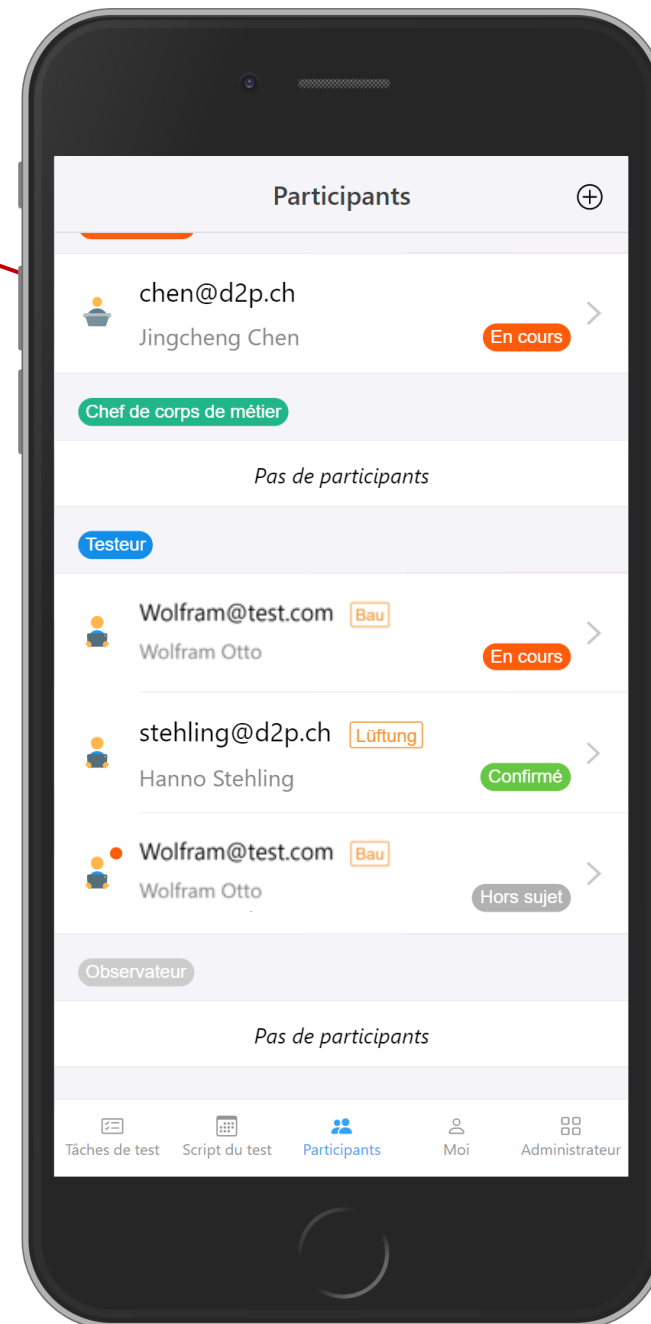 Participants
chen@d2p.ch
Jingcheng Chen
En cours
Chef de corps de métier
Pas de participants
Testeur
Wolfram@test.com Bau
Wolfram Otto
En cours
stehling@d2p.ch Lüftung
Hanno Stehling
Confirmé
Wolfram@test.com Bau
Wolfram Otto
Hors sujet
Observateur
Pas de participants
Tâches de test Script du test Participants Moi Administrateur